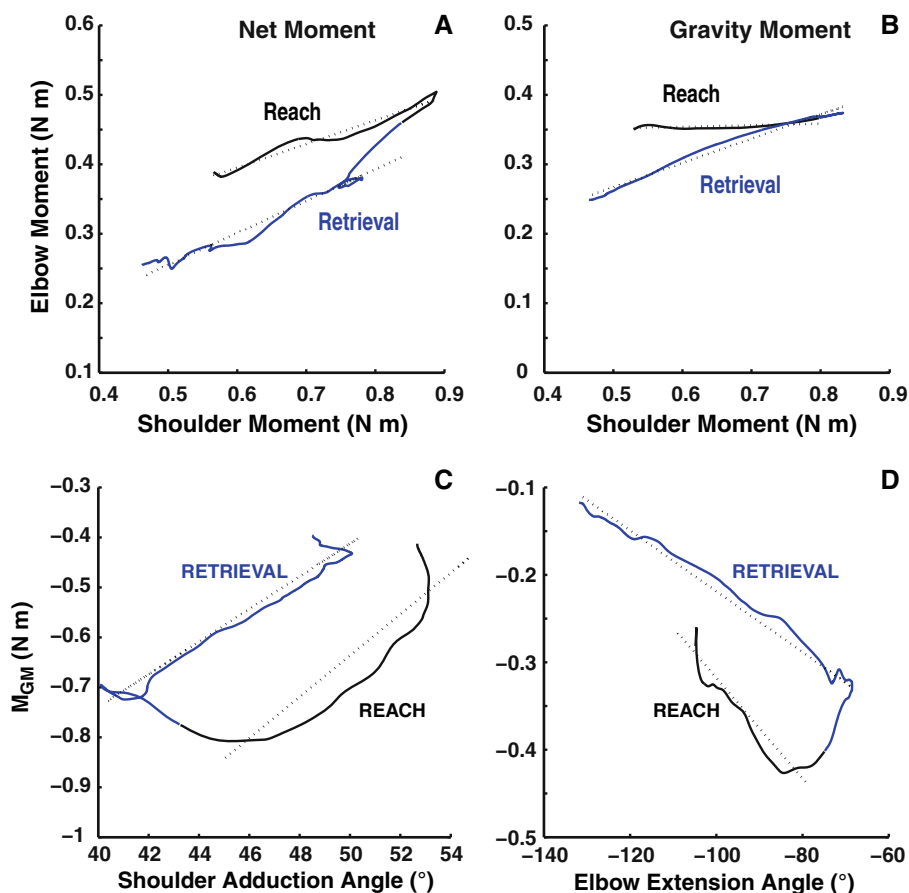 Net Moment
A
Elbow Moment (N m)
0.6
0.5
0.4
0.3
0.2
0.1
Reach
Retrieval
0.4
0.5
0.6
0.7
0.8
0.9
Shoulder Moment (N m)
Gravity Moment
B
0.5
0.4
0.3
0.2
0.1
0
Reach
Retrieval
0.4
0.5
0.6
0.7
0.8
0.9
Shoulder Moment (N m)
C
M_GM (N m)
−0.3
−0.4
−0.5
−0.6
−0.7
−0.8
−0.9
−1
RETRIEVAL
REACH
40
42
44
46
48
50
52
54
Shoulder Adduction Angle (°)
D
−0.1
−0.2
−0.3
−0.4
−0.5
RETRIEVAL
REACH
−140
−120
−100
−80
−60
Elbow Extension Angle (°)